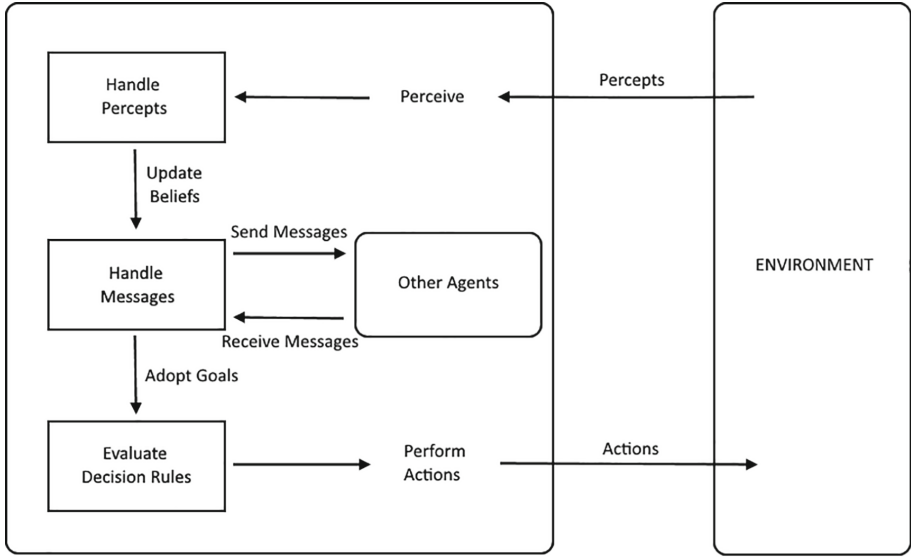 Handle
Percepts
Perceive
Percepts
Update
Beliefs
Send Messages
Handle
Messages
Other Agents
ENVIRONMENT
Receive Messages
Adopt Goals
Evaluate
Decision Rules
Perform
Actions
Actions